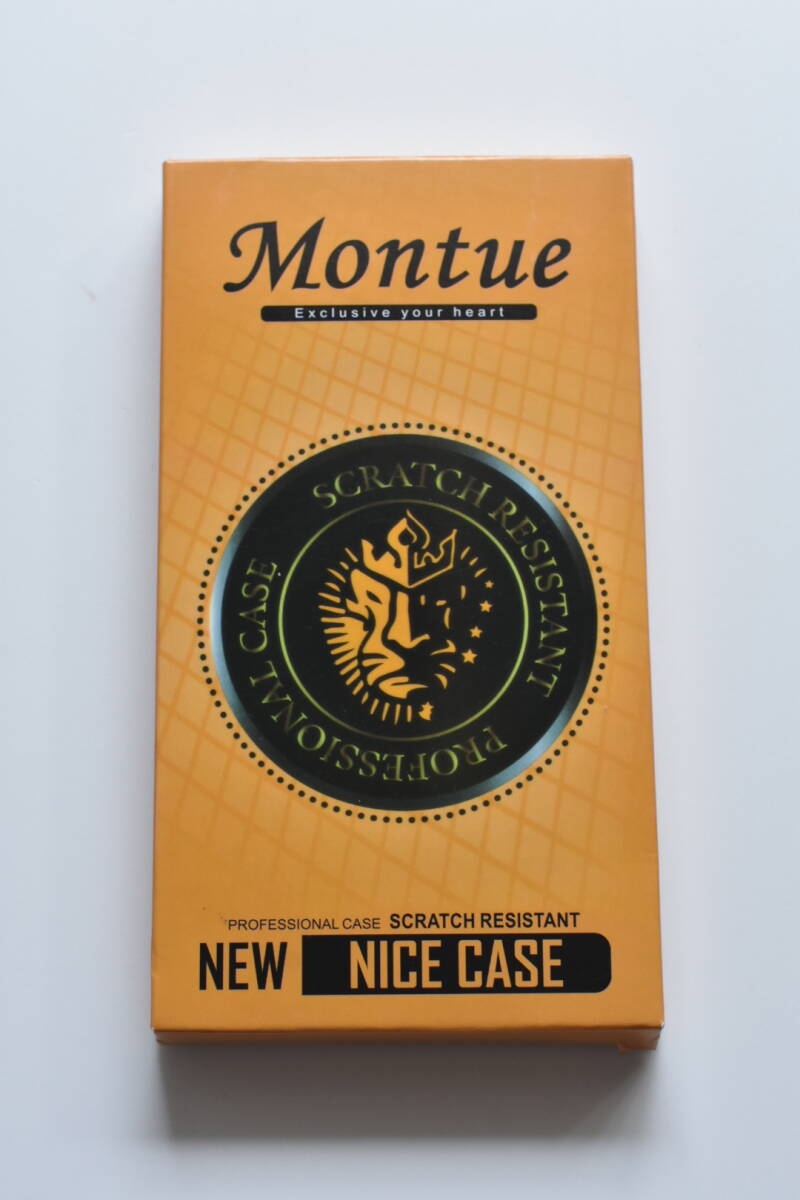 Montue
Exclusive your heart
SCRATCH RESISTANT
PROFESSIONAL CASE
PROFESSIONAL CASE SCRATCH RESISTANT
NEW NICE CASE